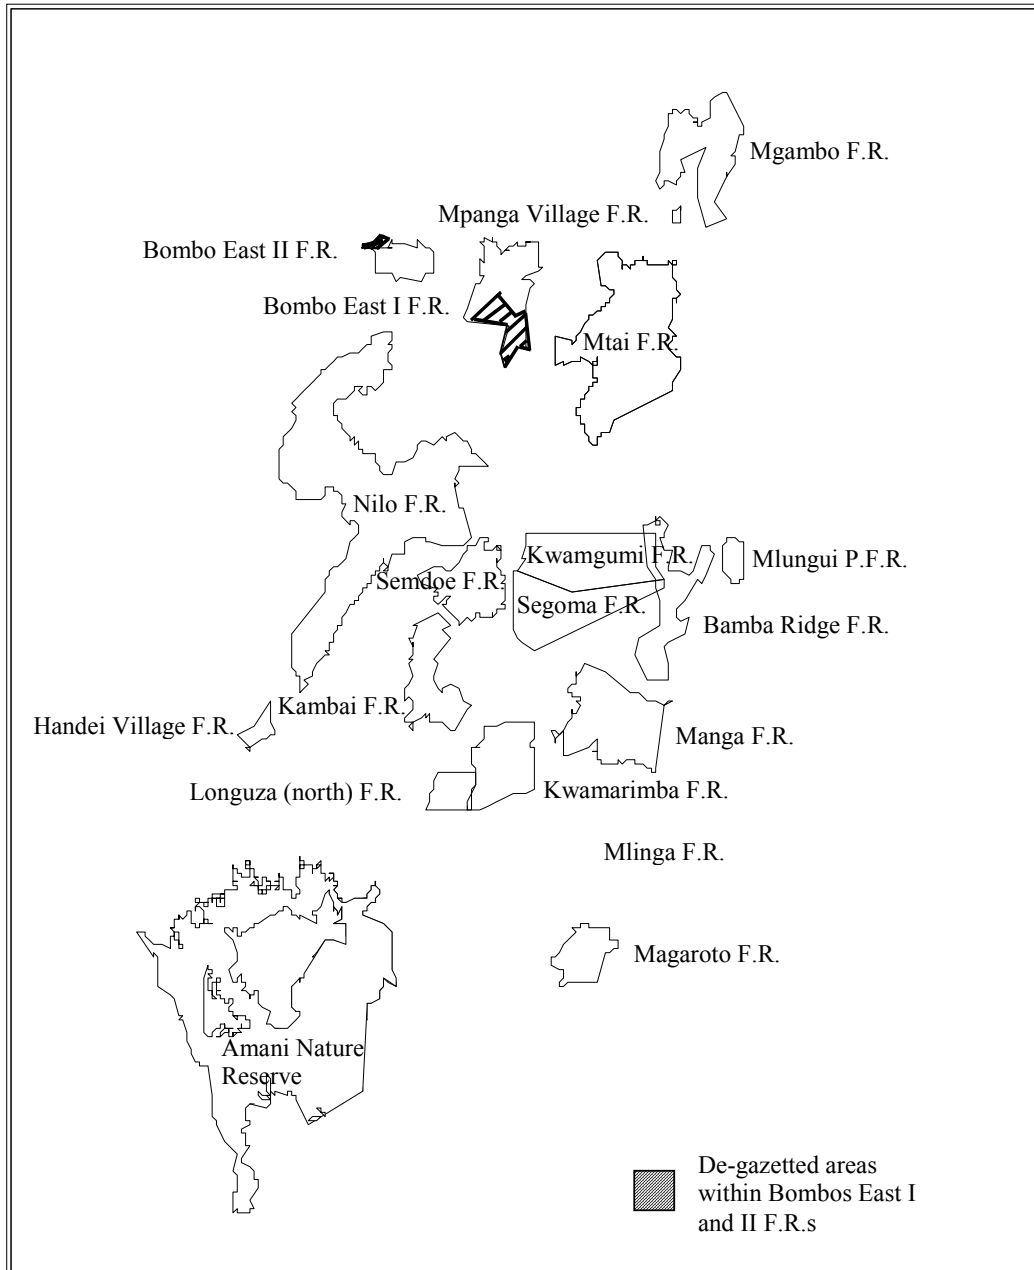 Mgambo F.R.
Mpanga Village F.R.
Bombo East II F.R.
Bombo East I F.R.
Mtai F.R.
Nilo F.R.
Kwamgumi F.R.
Mlungui P.F.R.
Semdoe F.R.
Segoma F.R.
Bamba Ridge F.R.
Kambai F.R.
Handei Village F.R.
Manga F.R.
Longuza (north) F.R.
Kwamarimba F.R.
Mlinga F.R.
Magaroto F.R.
Amani Nature
Reserve
De-gazetted areas
within Bombos East I
and II F.R.s